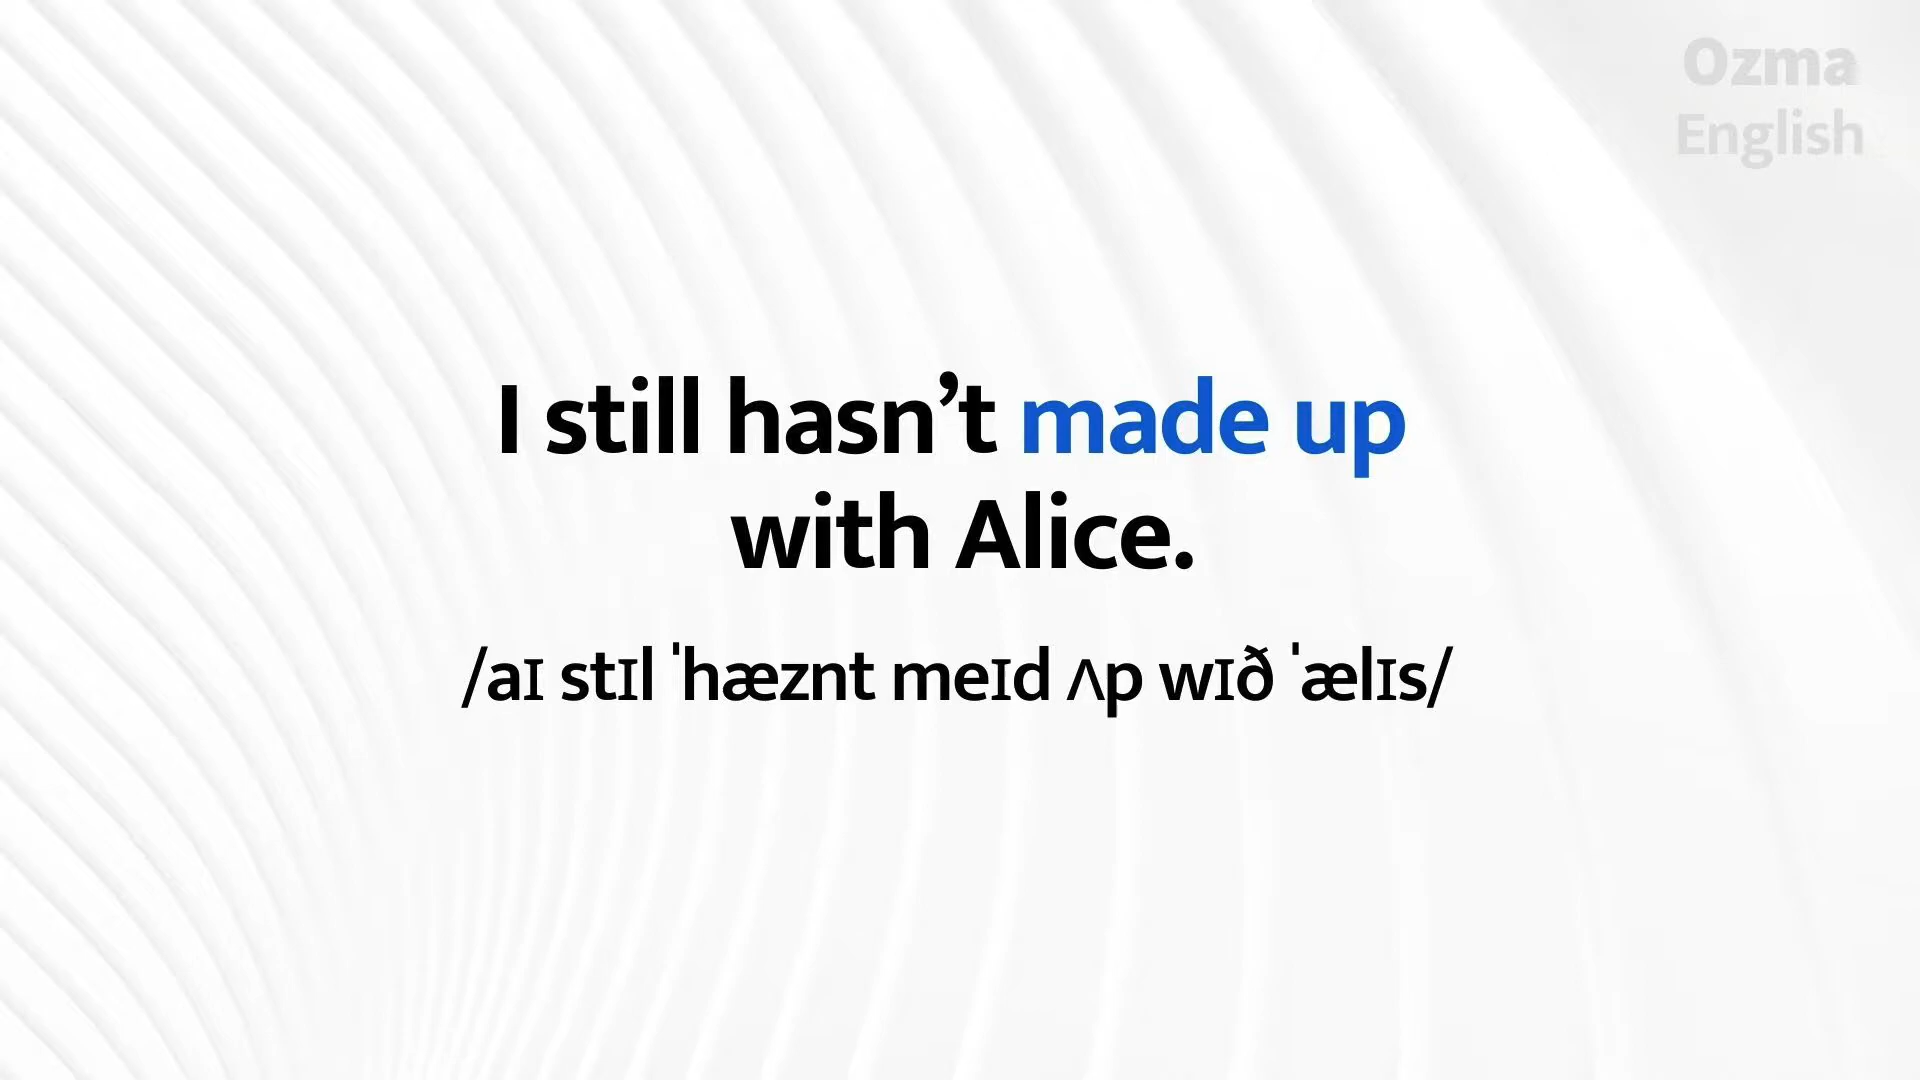 Ozma
English
I still hasn’t made up
with Alice.
/aɪ stɪl ˈhæznt meɪd ʌp wɪð ˈælɪs/